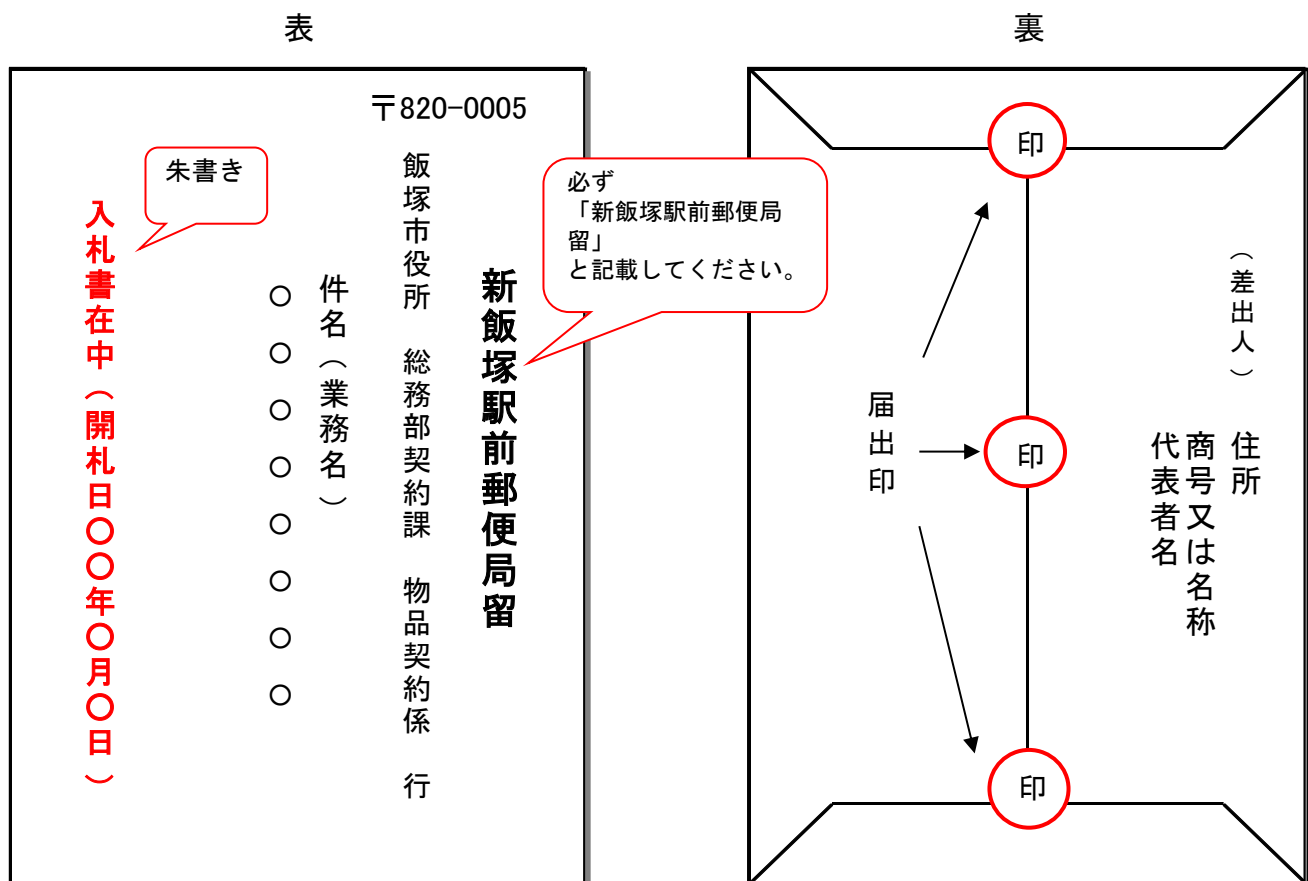 表
〒820-0005
新飯塚駅前郵便局留
必ず
「新飯塚駅前郵便局
留」
と記載してください。
飯塚市役所 総務部契約課 物品契約係 行
件名（業務名）
○○○○○○○○
朱書き
入札書在中（開札日〇〇年〇月〇日）
裏
印
印
印
届出印
（差出人）
住所
商号又は名称
代表者名